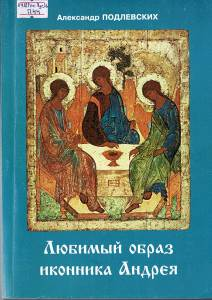 Александр ПОДЛЕВСКИХ
Любимый образ
иконника Андрея